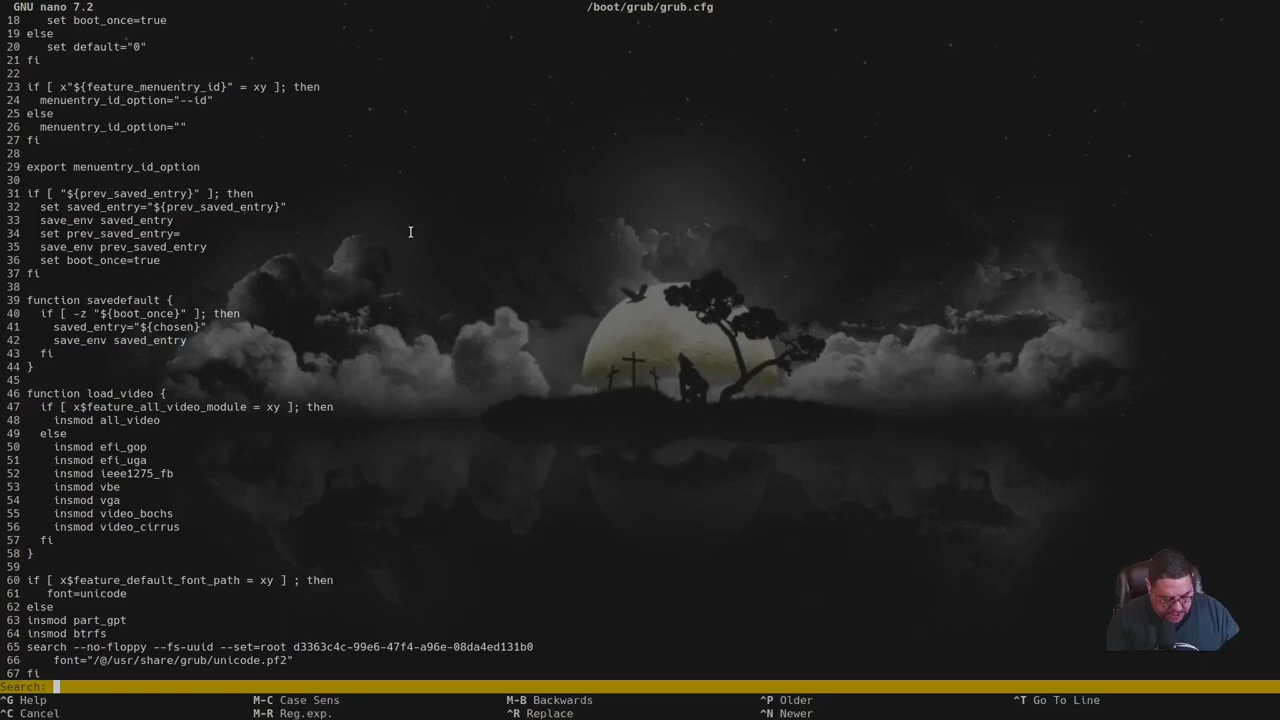 GNU nano 7.2 /boot/grub/grub.cfg
18 set boot_once=true
19 else
20 set default="0"
21 fi
22
23 if [ x"${feature_menuentry_id}" = xy ]; then
24 menuentry_id_option="--id"
25 else
26 menuentry_id_option=""
27 fi
28
29 export menuentry_id_option
30
31 if [ "${prev_saved_entry}" ]; then
32 set saved_entry="${prev_saved_entry}"
33 save_env saved_entry
34 set prev_saved_entry=
35 save_env prev_saved_entry
36 set boot_once=true
37 fi
38
39 function savedefault {
40 if [ -z "${boot_once}" ]; then
41 saved_entry="${chosen}"
42 save_env saved_entry
43 fi
44 }
45
46 function load_video {
47 if [ x$feature_all_video_module = xy ]; then
48 insmod all_video
49 else
50 insmod efi_gop
51 insmod efi_uga
52 insmod ieee1275_fb
53 insmod vbe
54 insmod vga
55 insmod video_bochs
56 insmod video_cirrus
57 fi
58 }
59
60 if [ x$feature_default_font_path = xy ] ; then
61 font=unicode
62 else
63 insmod part_gpt
64 insmod btrfs
65 search --no-floppy --fs-uuid --set=root d3363c4c-99e6-47f4-a96e-08da4ed131b0
66 font="/@/usr/share/grub/unicode.pf2"
67 fi
Search:
^G Help M-C Case Sens M-B Backwards ^P Older ^T Go To Line
^C Cancel M-R Reg.exp. ^R Replace ^N Newer